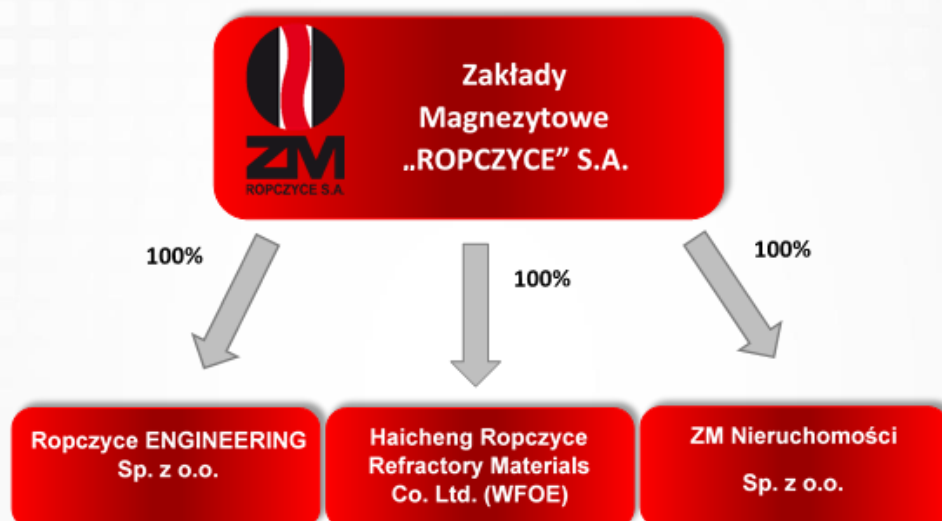 Zakłady
Magnezytowe
„ROPCZYCE” S.A.
ZM
ROPCZYCE S.A.
100%
100%
100%
Ropczyce ENGINEERING
Sp. z o.o.
Haicheng Ropczyce
Refractory Materials
Co. Ltd. (WFOE)
ZM Nieruchomości
Sp. z o.o.